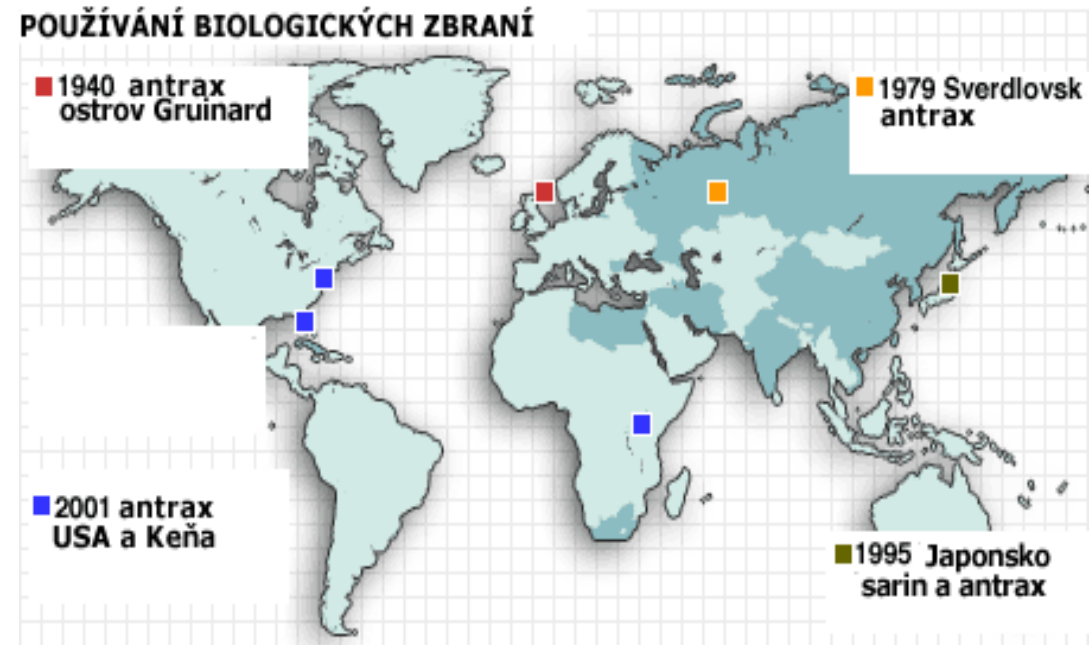 POUŽÍVÁNÍ BIOLOGICKÝCH ZBRANÍ
1940 antrax
ostrov Gruinard
1979 Sverdlovsk
antrax
2001 antrax
USA a Keňa
1995 Japonsko
sarin a antrax